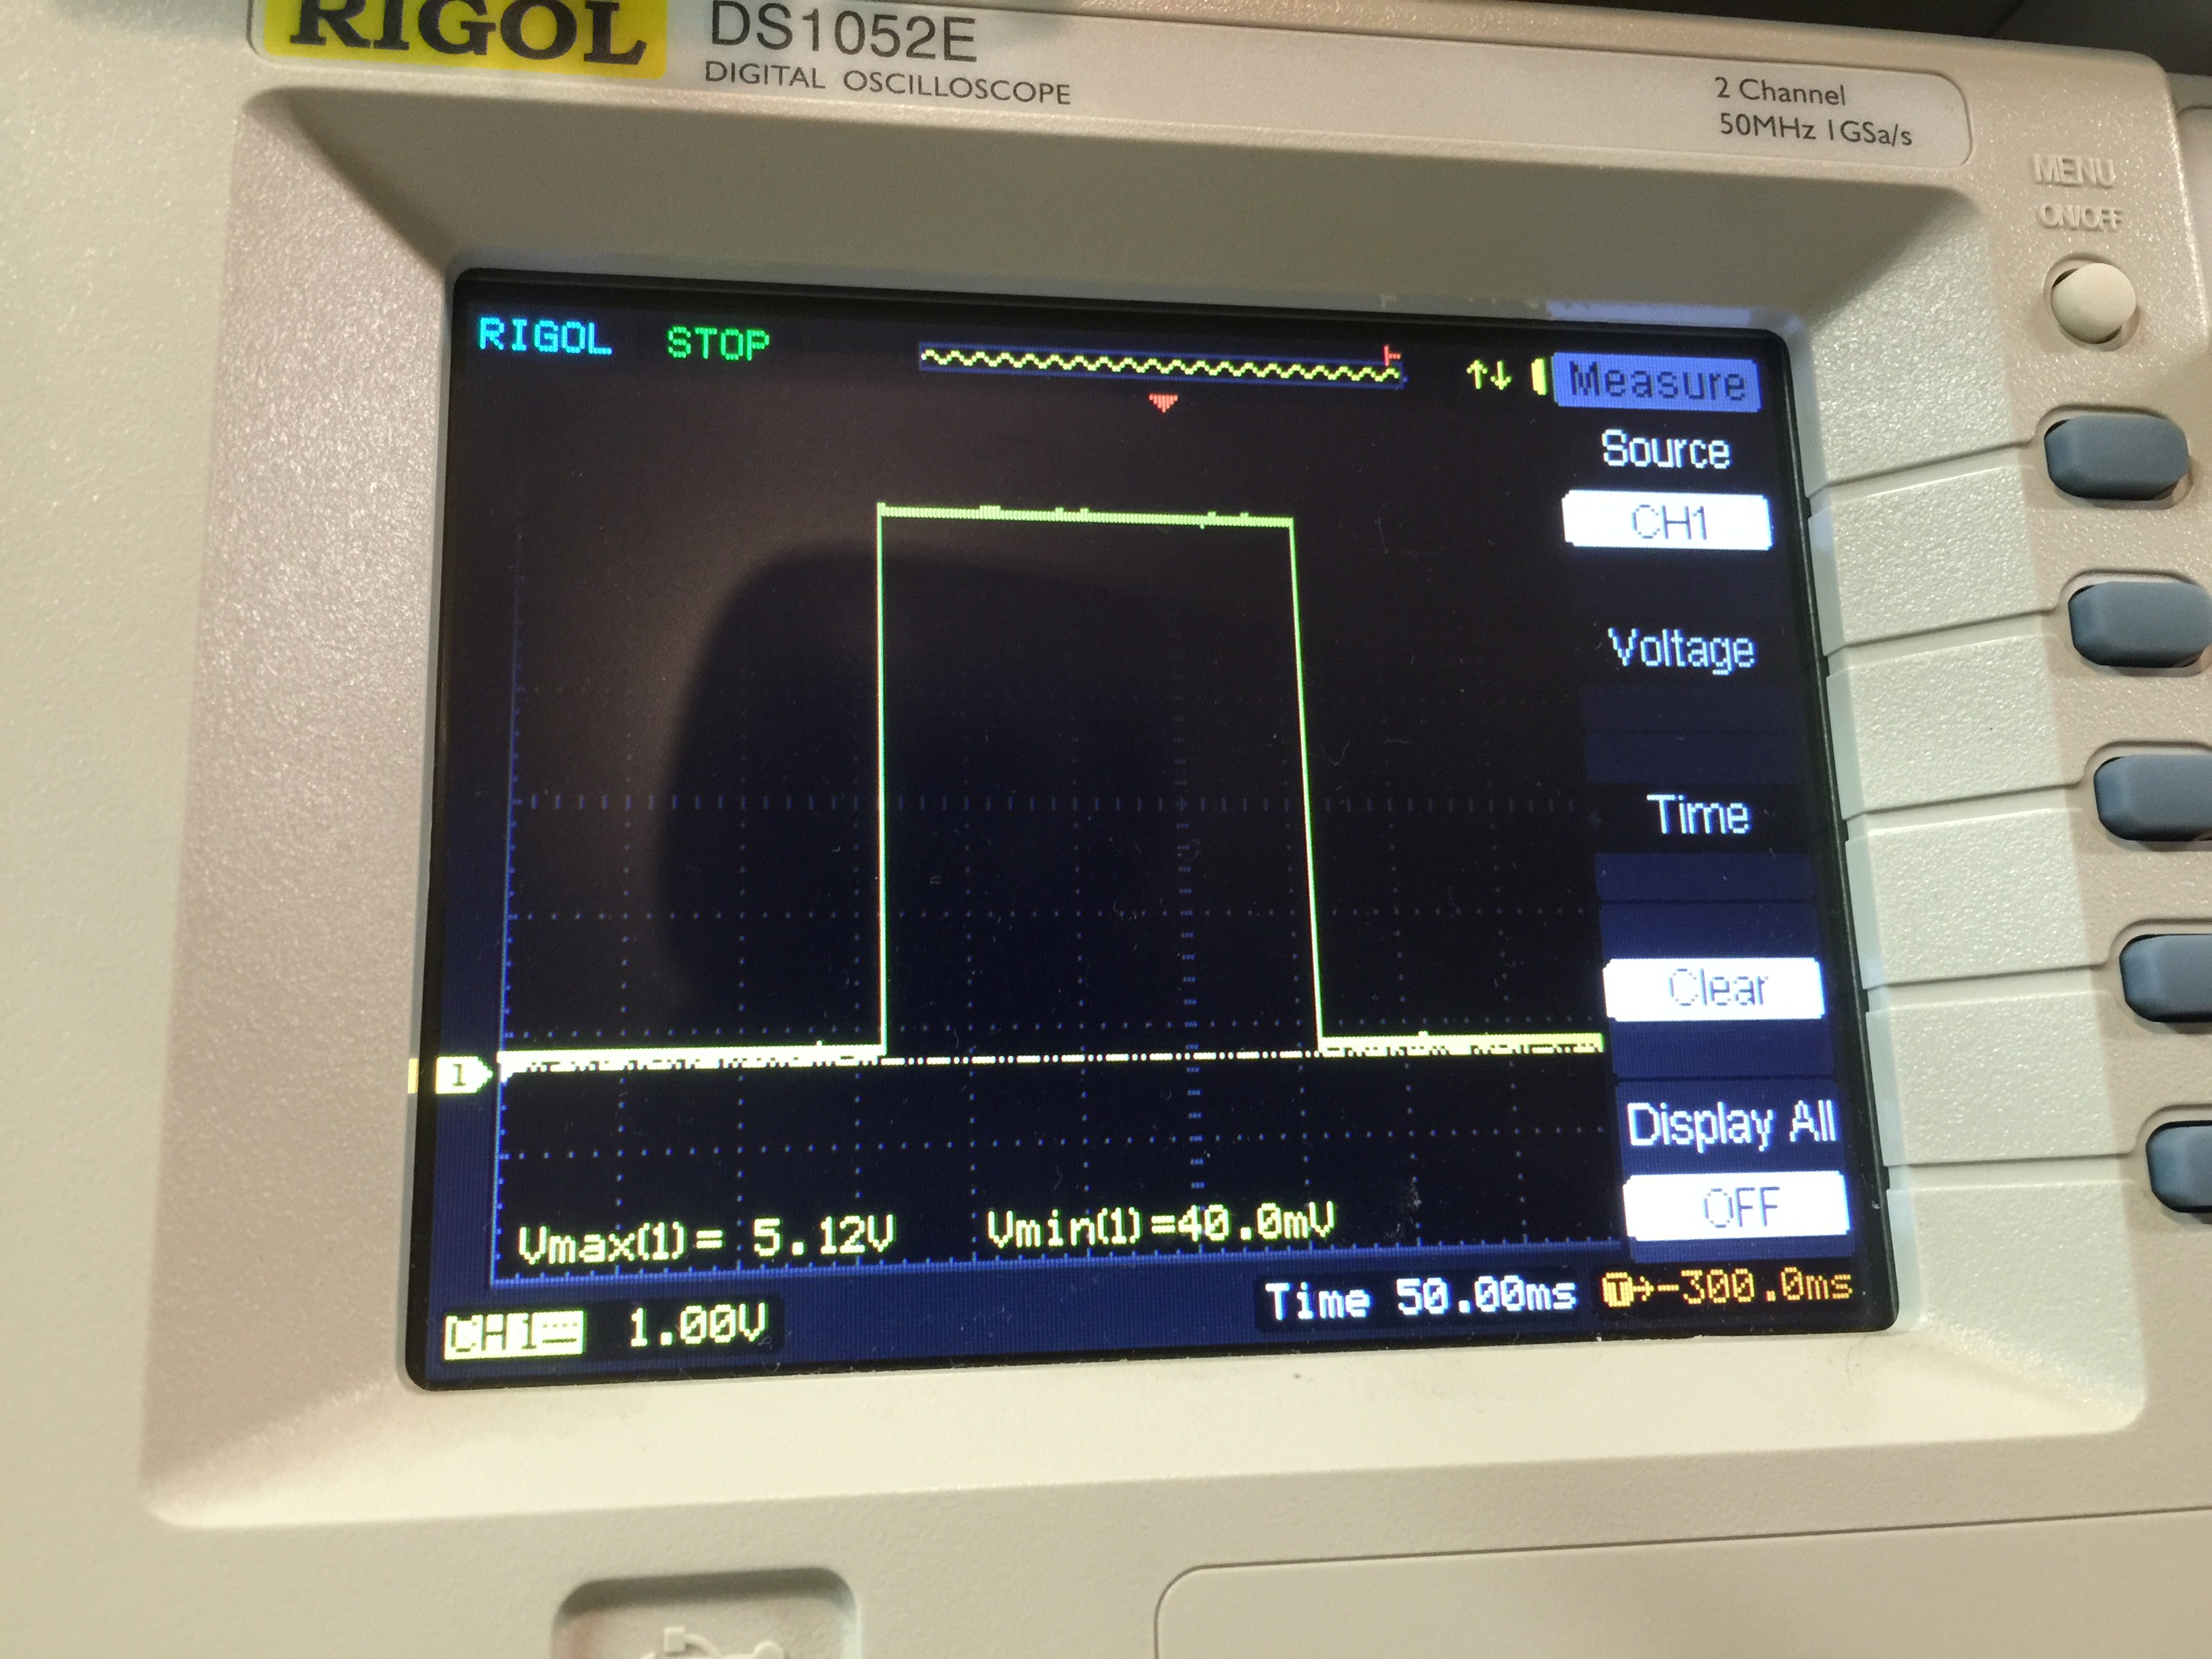 RIGOL DS1052E
DIGITAL OSCILLOSCOPE
2 Channel
50MHz 1GSa/s
MENU
ON/OFF
RIGOL STOP
Measure
Source
CH1
Voltage
Time
Clear
Display All
OFF
1
Vmax(1)= 5.12V Vmin(1)=40.0mV
CH1 1.00V Time 50.00ms T→-300.0ms